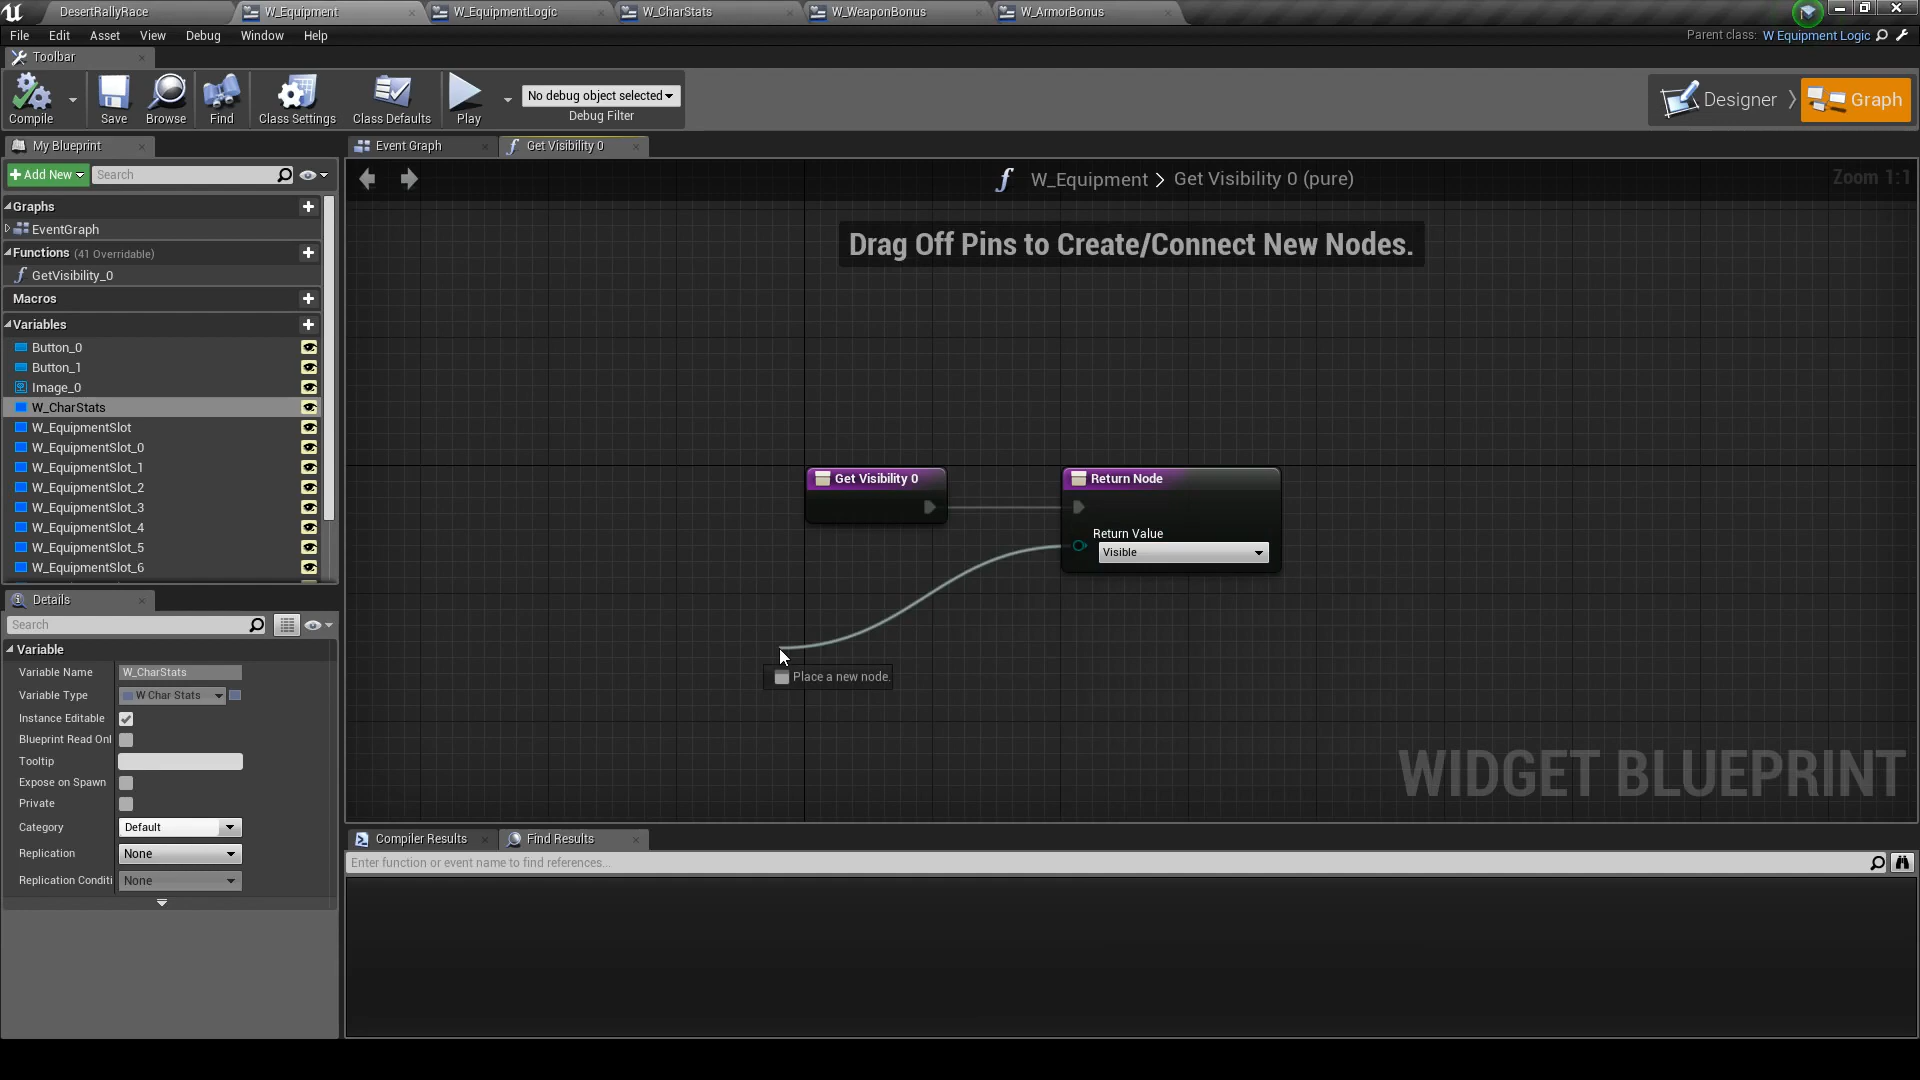 DesertRallyRace
W_Equipment
W_EquipmentLogic
W_CharStats
W_WeaponBonus
W_ArmorBonus
File Edit Asset View Debug Window Help
Parent class: W Equipment Logic
Toolbar
Compile
Save
Browse
Find
Class Settings
Class Defaults
Play
No debug object selected
Debug Filter
Designer
Graph
My Blueprint
Event Graph
Get Visibility 0
Add New
Search
W_Equipment > Get Visibility 0 (pure)
Zoom 1:1
Drag Off Pins to Create/Connect New Nodes.
Graphs
EventGraph
Functions (41 Overridable)
GetVisibility_0
Macros
Variables
Button_0
Button_1
Image_0
W_CharStats
W_EquipmentSlot
W_EquipmentSlot_0
W_EquipmentSlot_1
W_EquipmentSlot_2
W_EquipmentSlot_3
W_EquipmentSlot_4
W_EquipmentSlot_5
W_EquipmentSlot_6
Get Visibility 0
Return Node
Return Value
Visible
Place a new node.
WIDGET BLUEPRINT
Details
Search
Variable
Variable Name W_CharStats
Variable Type W Char Stats
Instance Editable
Blueprint Read Onl
Tooltip
Expose on Spawn
Private
Category Default
Replication None
Replication Conditi None
Compiler Results
Find Results
Enter function or event name to find references...